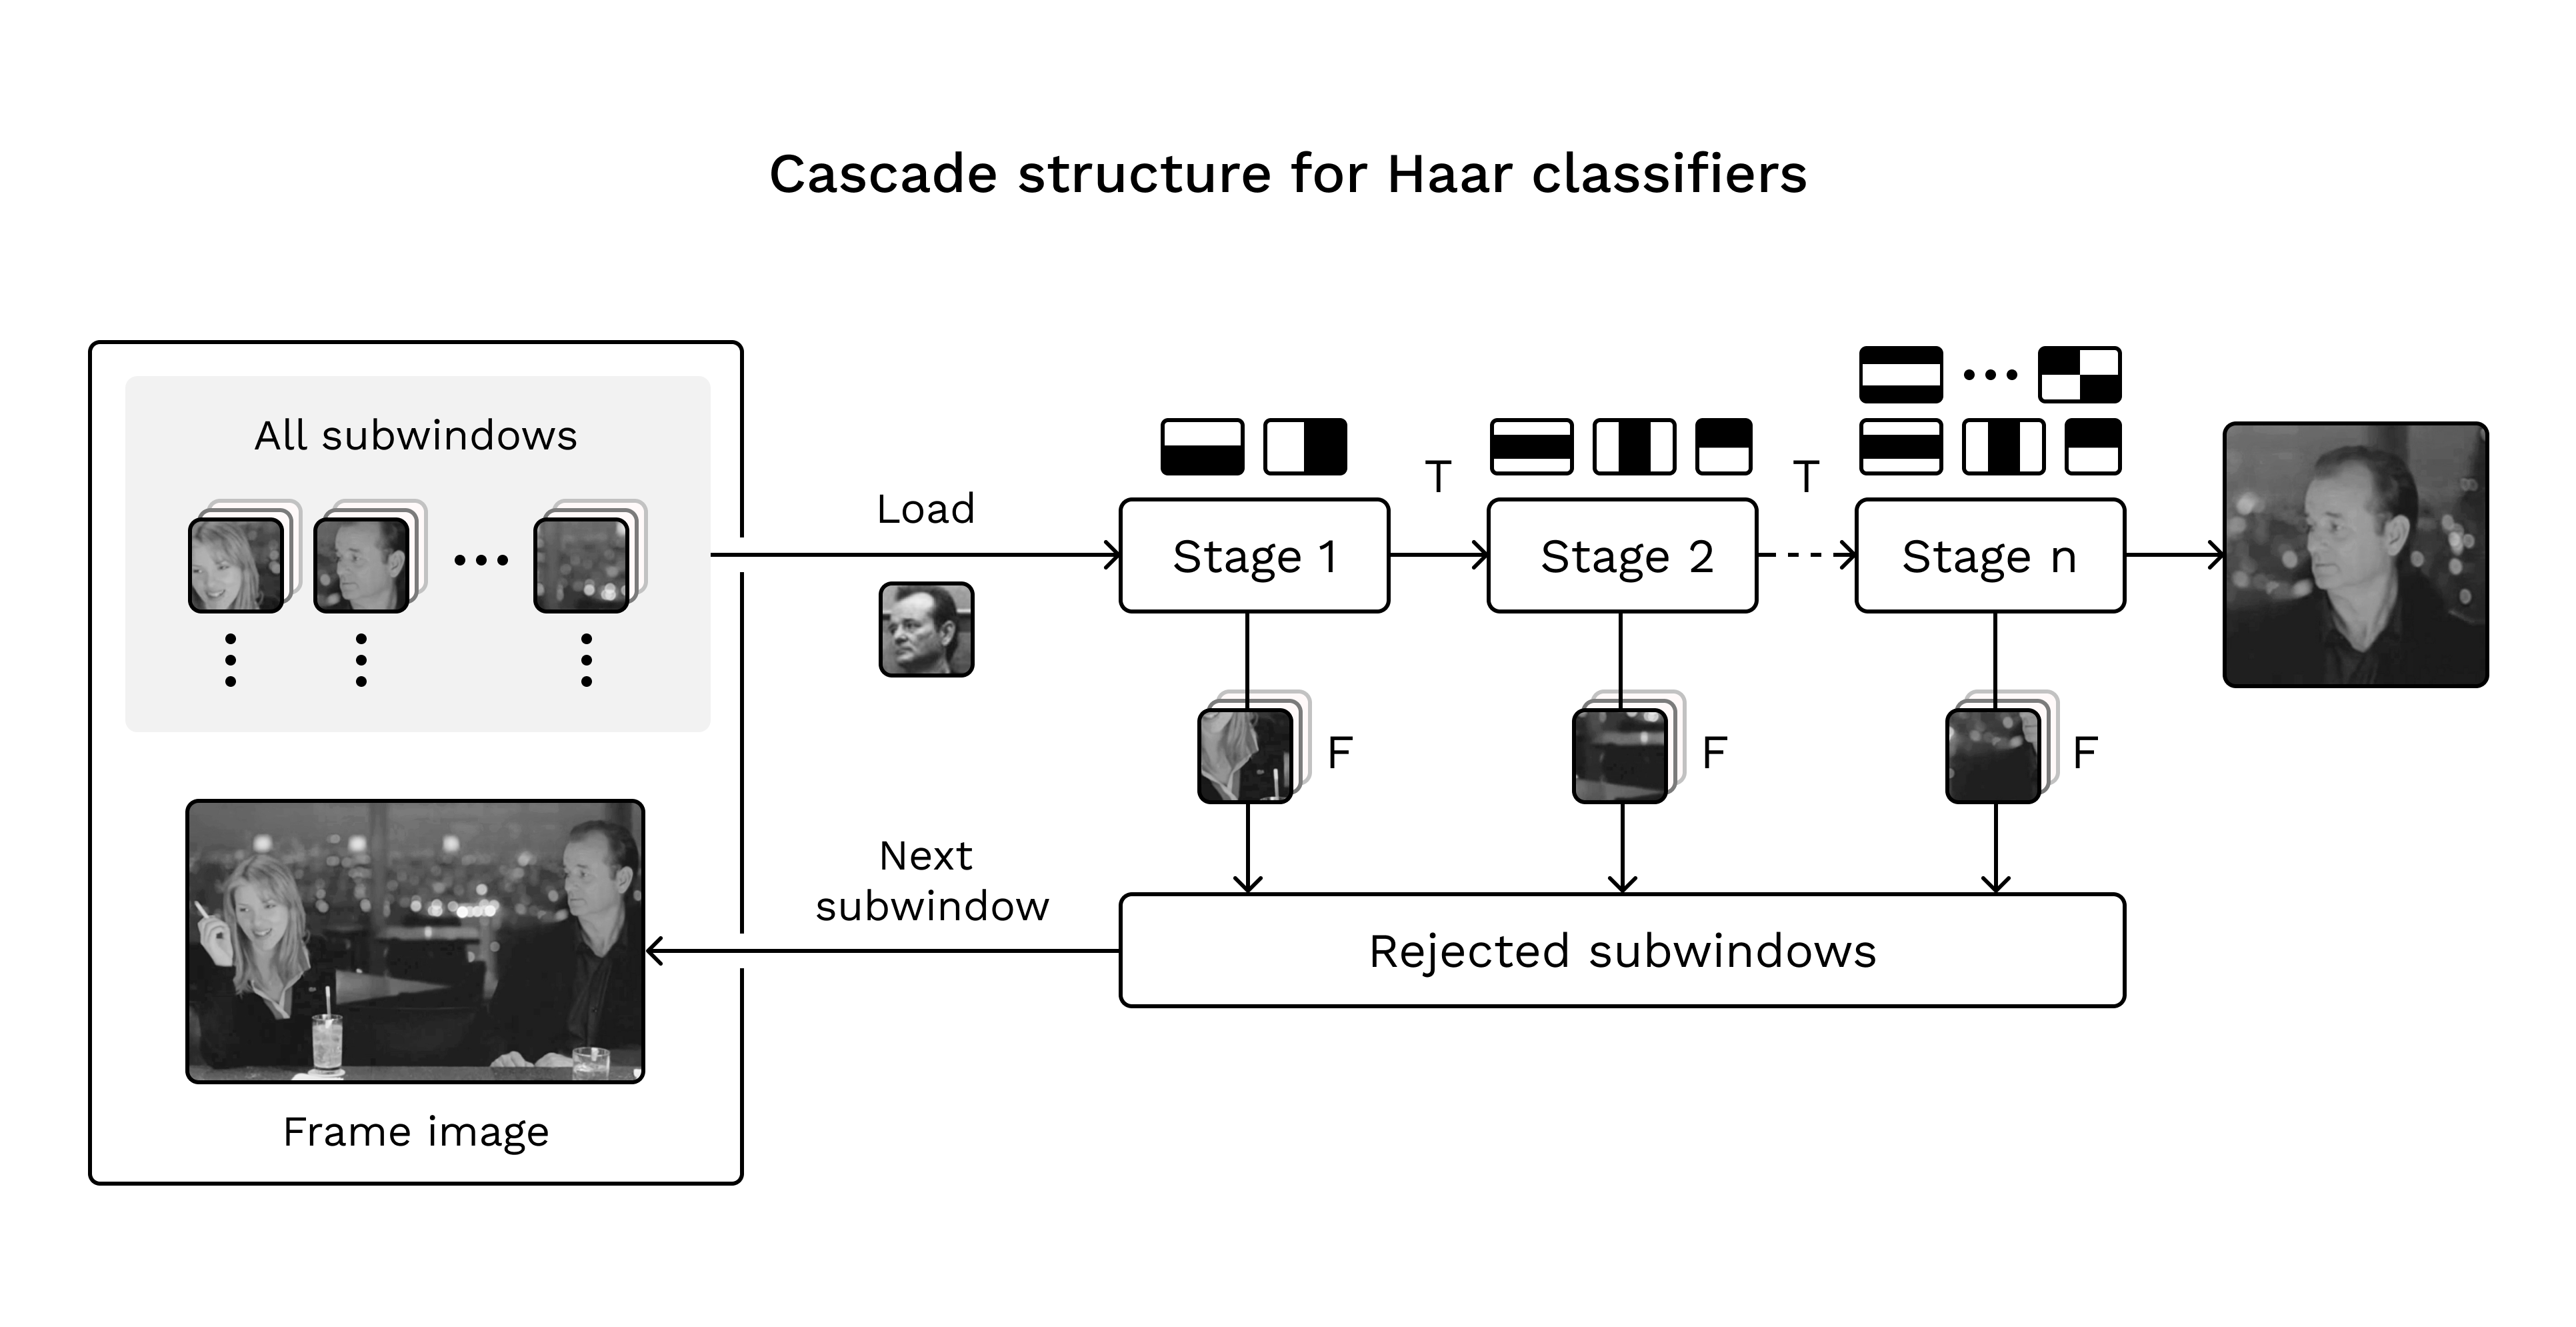 Cascade structure for Haar classifiers
All subwindows
Load
T
T
Stage 1
Stage 2
Stage n
F
F
F
Next
subwindow
Rejected subwindows
Frame image